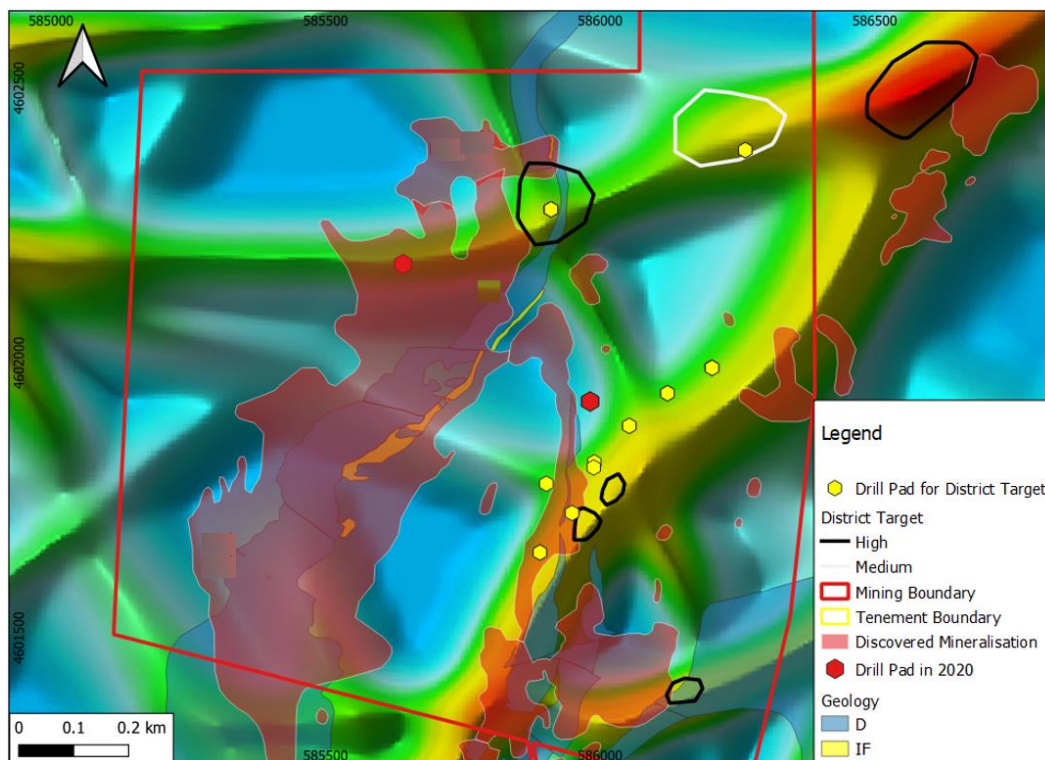 585000
585500
586000
586500
4602500
4602000
4601500
Legend
Drill Pad for District Target
District Target
High
Medium
Mining Boundary
Tenement Boundary
Discovered Mineralisation
Drill Pad in 2020
Geology
D
IF
0 0.1 0.2 km
585500
586000